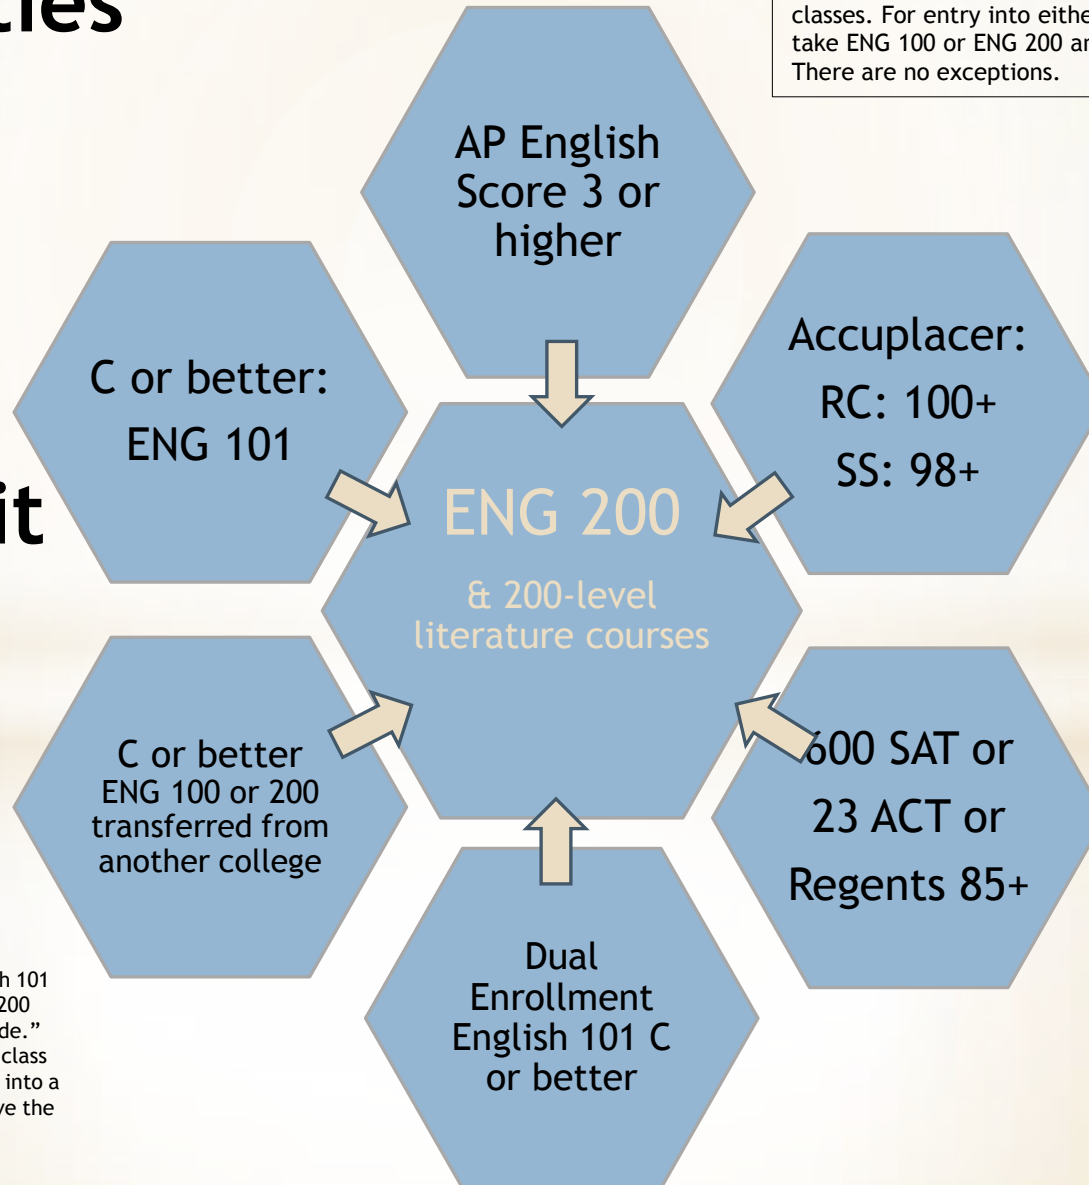 ties
classes. For entry into eithe
take ENG 100 or ENG 200 an
There are no exceptions.
AP English
Score 3 or
higher
C or better:
ENG 101
Accuplacer:
RC: 100+
SS: 98+
it
ENG 200
& 200-level
literature courses
C or better
ENG 100 or 200
transferred from
another college
600 SAT or
23 ACT or
Regents 85+
Dual
Enrollment
English 101 C
or better
h 101
200
de.”
class
into a
ve the